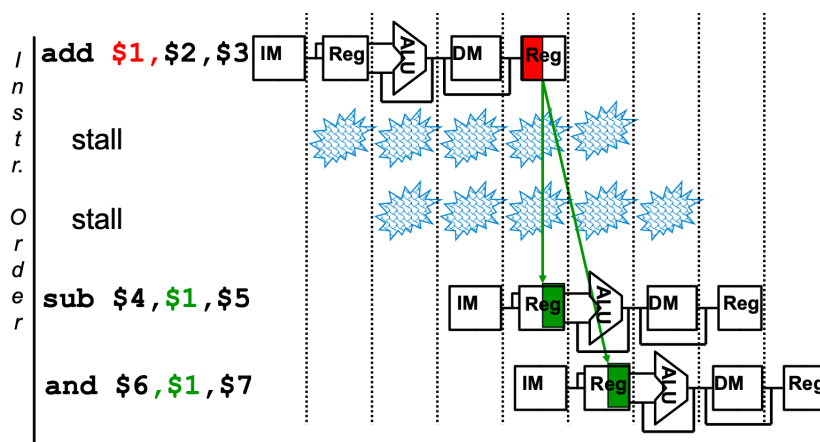 Instr. Order
add $1,$2,$3 IM Reg ALU DM Reg
stall
stall
sub $4,$1,$5 IM Reg ALU DM Reg
and $6,$1,$7 IM Reg ALU DM Reg